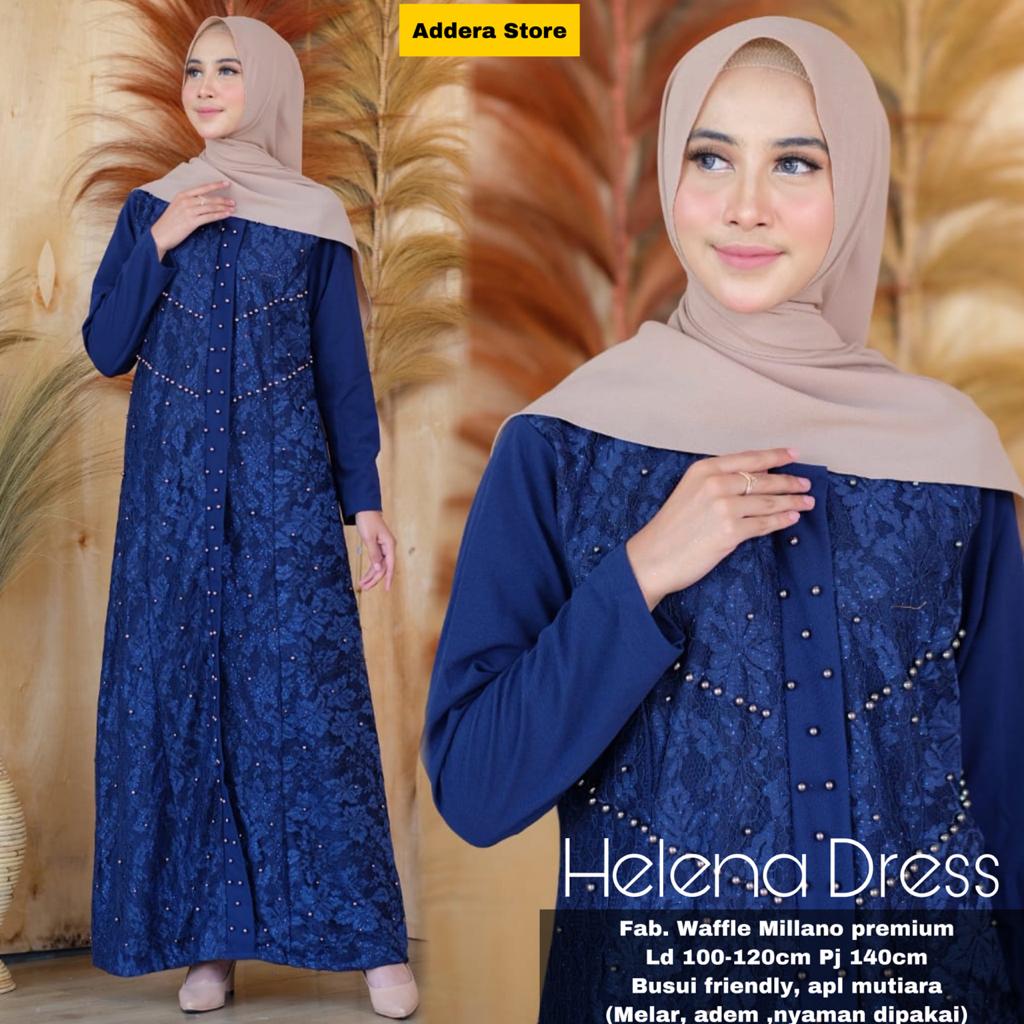 Addera Store
Helena Dress
Fab. Waffle Millano premium
Ld 100-120cm Pj 140cm
Busui friendly, apl mutiara
(Melar, adem ,nyaman dipakai)